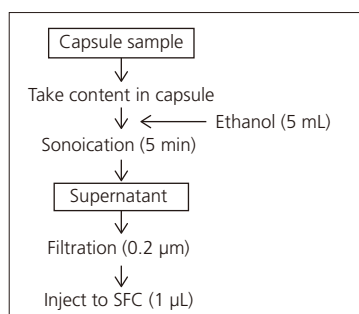 Capsule sample
Take content in capsule
Ethanol (5 mL)
Sonoication (5 min)
Supernatant
Filtration (0.2 µm)
Inject to SFC (1 µL)